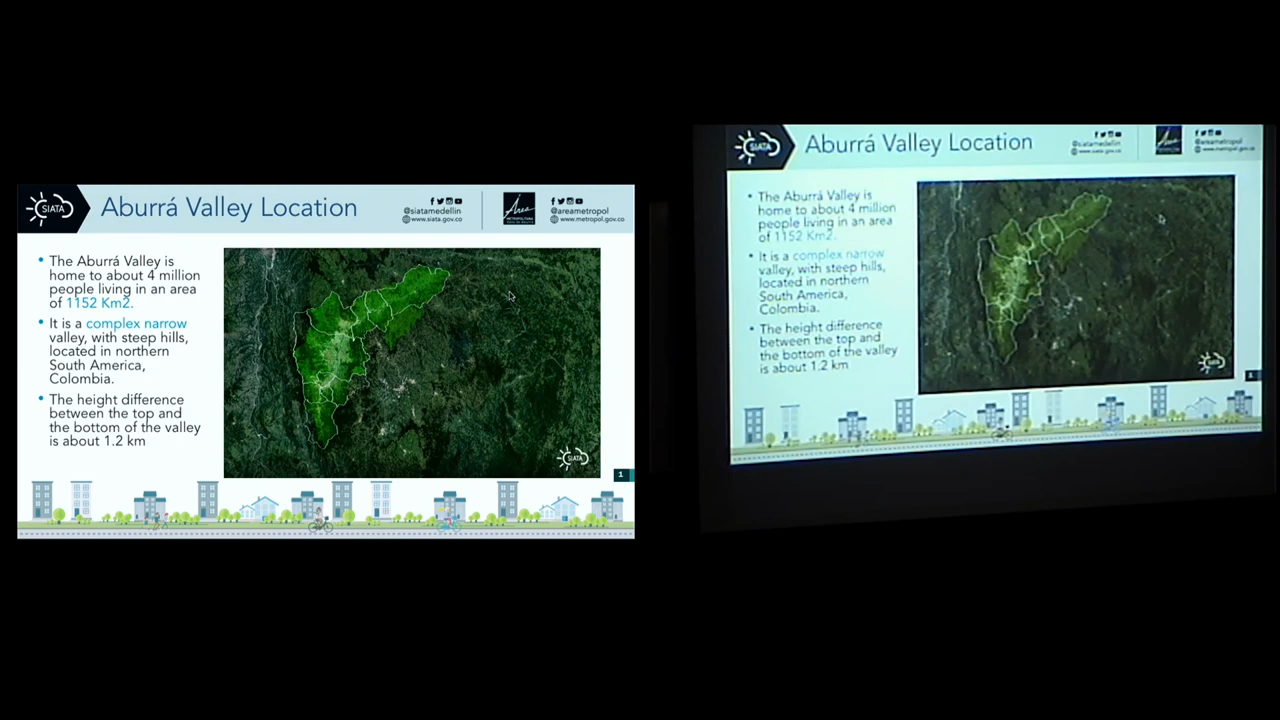 SIATA
Aburrá Valley Location
@siatamedellin
www.siata.gov.co
Area
METROPOLITANA
@areametropol
www.metropol.gov.co
• The Aburrá Valley is
home to about 4 million
people living in an area
of 1152 Km2.
• It is a complex narrow
valley, with steep hills,
located in northern
South America,
Colombia.
• The height difference
between the top and
the bottom of the valley
is about 1.2 km
SIATA
1
SIATA
Aburrá Valley Location
@siatamedellin
www.siata.gov.co
@areametropol
www.metropol.gov.co
• The Aburrá Valley is
home to about 4 million
people living in an area
of 1152 Km2.
• It is a complex narrow
valley, with steep hills,
located in northern
South America,
Colombia.
• The height difference
between the top and
the bottom of the valley
is about 1.2 km
SIATA
1